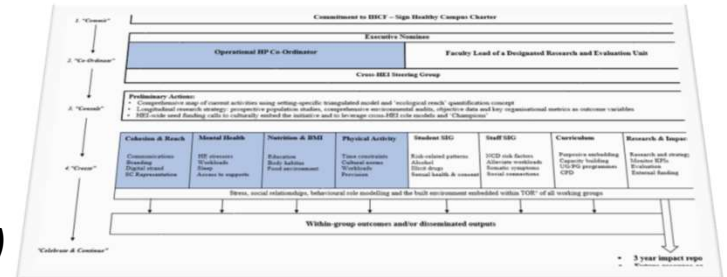 Commitment to HICF – Sign Healthy Campus Charter
1. "Commit"
Executive Nominee
Operational HP Co-Ordinator
Faculty Lead of a Designated Research and Evaluation Unit
2. "Co-Ordinate"
Cross-HEI Steering Group
Preliminary Actions:
• Comprehensive map of current activities using setting-specific triangulated model and 'ecological reach' quantification concept
• Longitudinal research strategy: prospective population studies, comprehensive environmental audits, objective data and key organisational metrics as outcome variables
• HEI-wide seed funding calls to culturally embed the initiative and to leverage cross-HEI role models and 'Champions'
3. "Consult"
Cohesion & Reach
Communications
Branding
Digital strand
SC Representation
Mental Health
HE stressors
Workloads
Sleep
Access to supports
Nutrition & BMI
Education
Body habitus
Food environment
Physical Activity
Time constraints
Cultural norms
Workloads
Provision
Student SIG
Risk-related patterns
Alcohol
Illicit drugs
Sexual health & consent
Staff SIG
NCD risk factors
Alleviate workloads
Somatic symptoms
Social connections
Curriculum
Purposive embedding
Capacity building
UG/PG programmes
CPD
Research & Impac
Research and strategy
Monitor KPIs
Evaluation
External funding
4. "Create"
Stress, social relationships, behavioural role modelling and the built environment embedded within TOR* of all working groups
Within-group outcomes and/or disseminated outputs
"Celebrate & Continue"
• 3 year impact repo